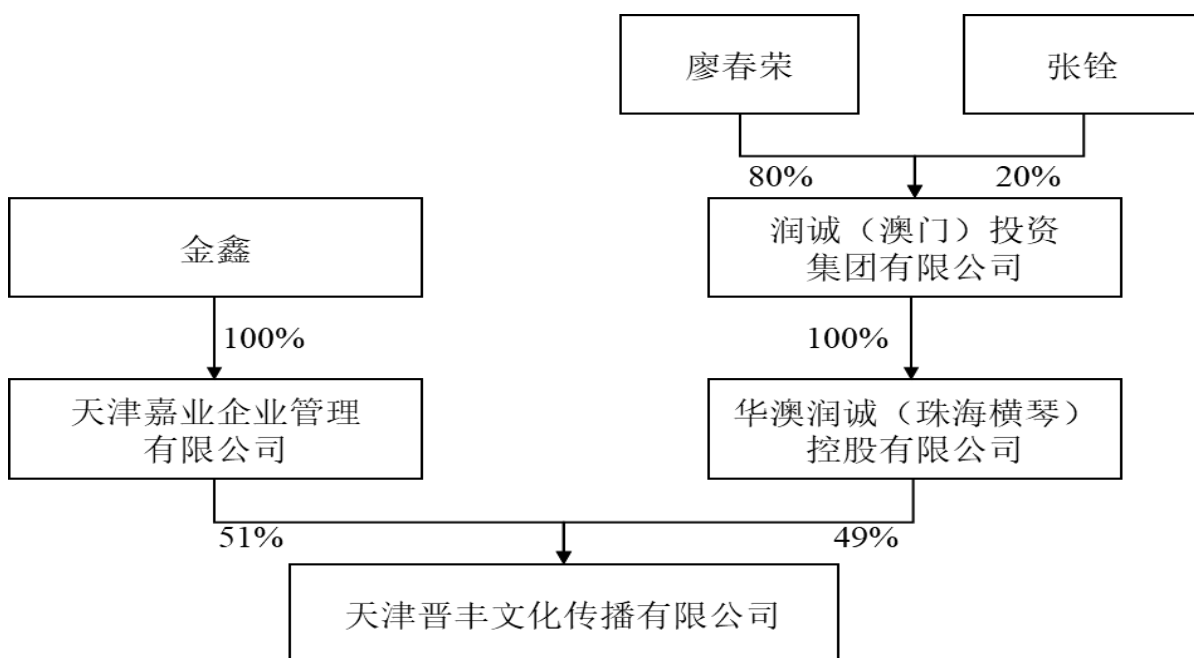 廖春荣
张铨
80%
20%
金鑫
润诚（澳门）投资
集团有限公司
100%
100%
天津嘉业企业管理
有限公司
华澳润诚（珠海横琴）
控股有限公司
51%
49%
天津晋丰文化传播有限公司